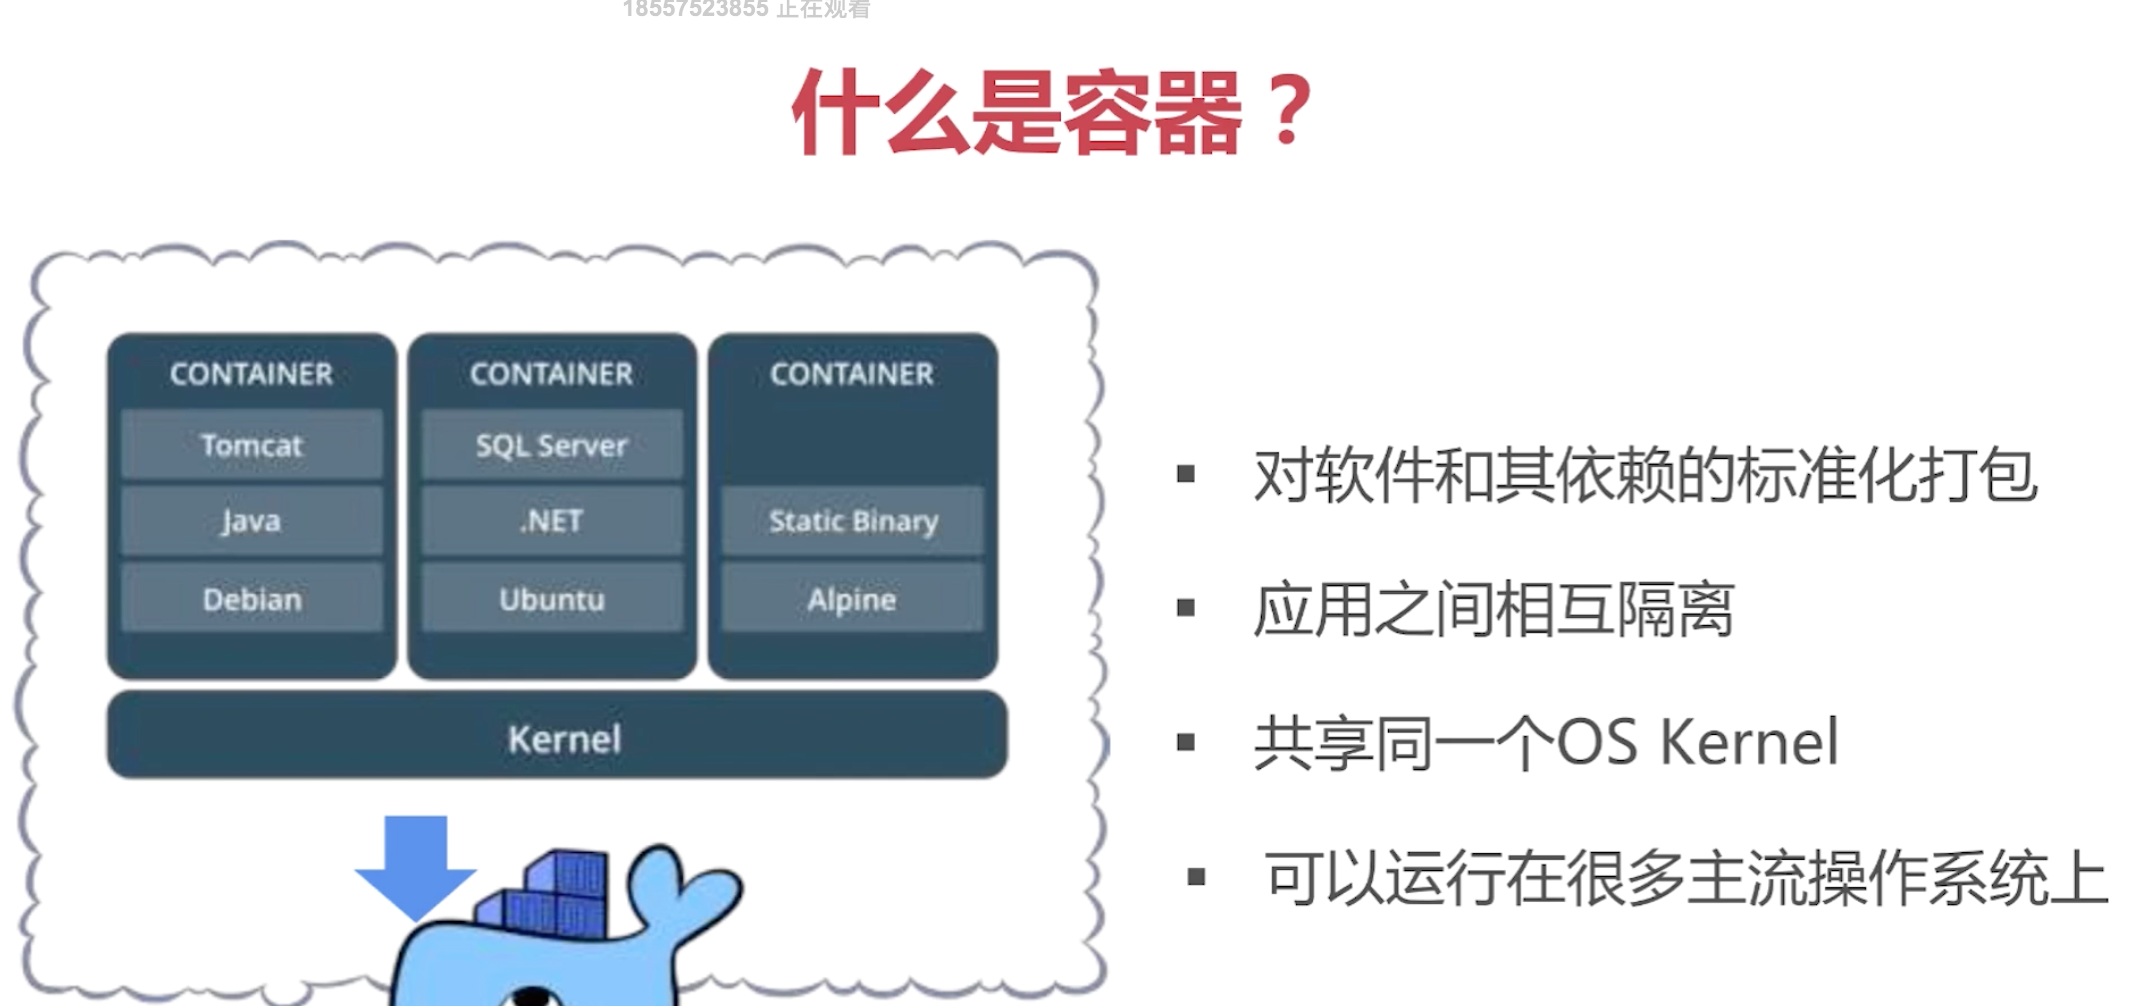 18557523855 正在观看
什么是容器？
CONTAINER
Tomcat
Java
Debian
CONTAINER
SQL Server
.NET
Ubuntu
CONTAINER
Static Binary
Alpine
Kernel
▪ 对软件和其依赖的标准化打包
▪ 应用之间相互隔离
▪ 共享同一个OS Kernel
▪ 可以运行在很多主流操作系统上